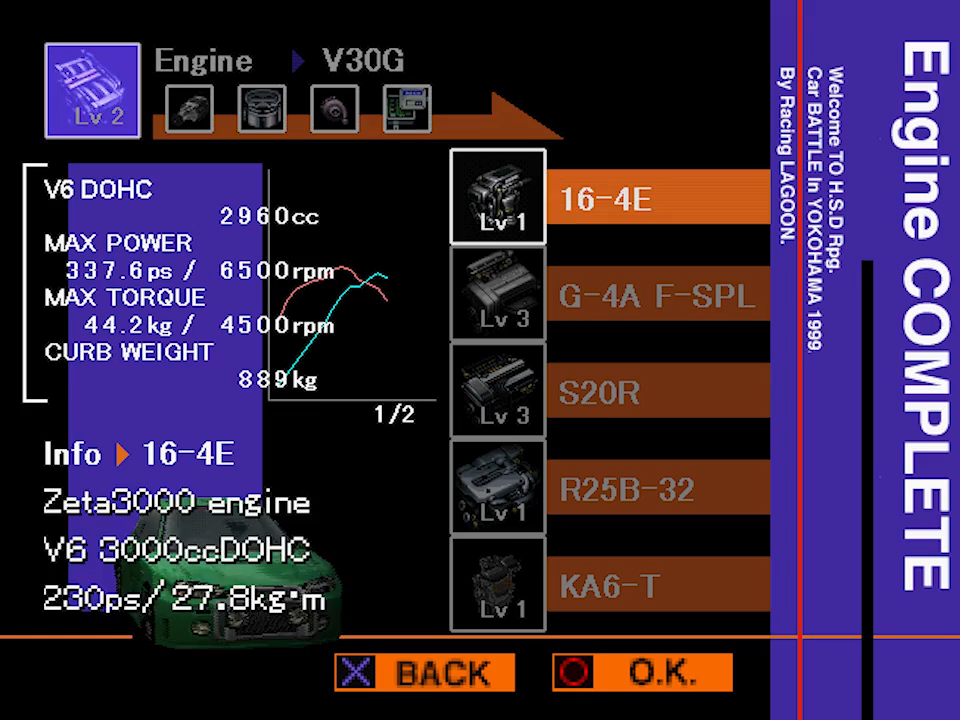 Engine V30G
Lv 2
V6 DOHC
2960cc
MAX POWER
337.6ps / 6500rpm
MAX TORQUE
44.2kg / 4500rpm
CURB WEIGHT
889kg
1/2
Info 16-4E
Zeta3000 engine
V6 3000ccDOHC
230ps/27.8kg·m
Lv 1
16-4E
Lv 3
G-4A F-SPL
Lv 3
S20R
Lv 1
R25B-32
Lv 1
KA6-T
BACK
O.K.
Engine COMPLETE
Welcome TO H.S.D Rpg.
Car BATTLE In YOKOHAMA 1999.
By Racing LAGOON.